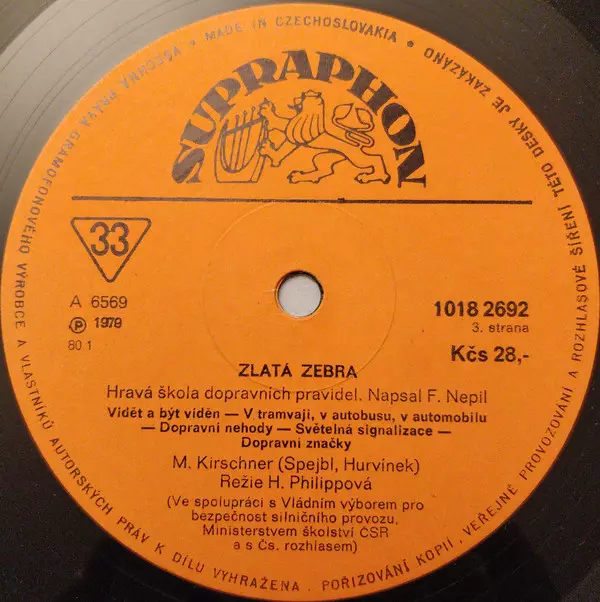 VŠECHNA PRÁVA GRAMOFONOVÉHO VÝROBCE A VLASTNÍKŮ AUTORSKÝCH PRÁV K DÍLU VYHRAŽENA. POŘIZOVÁNÍ KOPIÍ, VEŘEJNÉ PROVOZOVÁNÍ A ROZHLASOVÉ ŠÍŘENÍ TÉTO DESKY JE ZAKÁZÁNO • MADE IN CZECHOSLOVAKIA •
SUPRAPHON
33
A 6569
Ⓟ 1979
80 1
1018 2692
3. strana
Kčs 28,-
ZLATÁ ZEBRA
Hravá škola dopravních pravidel. Napsal F. Nepil
Vidět a být viděn — V tramvaji, v autobusu, v automobilu
— Dopravní nehody — Světelná signalizace —
Dopravní značky
M. Kirschner (Spejbl, Hurvínek)
Režie H. Philippová
(Ve spolupráci s Vládním výborem pro
bezpečnost silničního provozu,
Ministerstvem školství ČSR
a s Čs. rozhlasem)